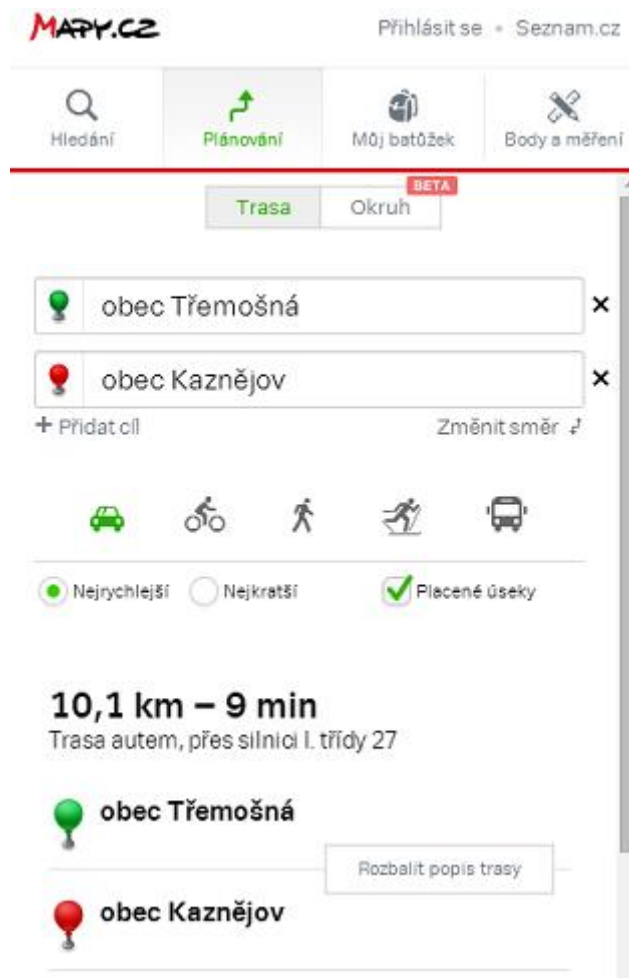 MAPY.CZ
Přihlásit se • Seznam.cz
Hledání
Plánování
Můj batůžek
Body a měření
BETA
Trasa
Okruh
obec Třemošná ×
obec Kaznějov ×
+ Přidat cíl
Změnit směr
Nejrychlejší
Nejkratší
Placené úseky
10,1 km – 9 min
Trasa autem, přes silnici I. třídy 27
obec Třemošná
Rozbalit popis trasy
obec Kaznějov